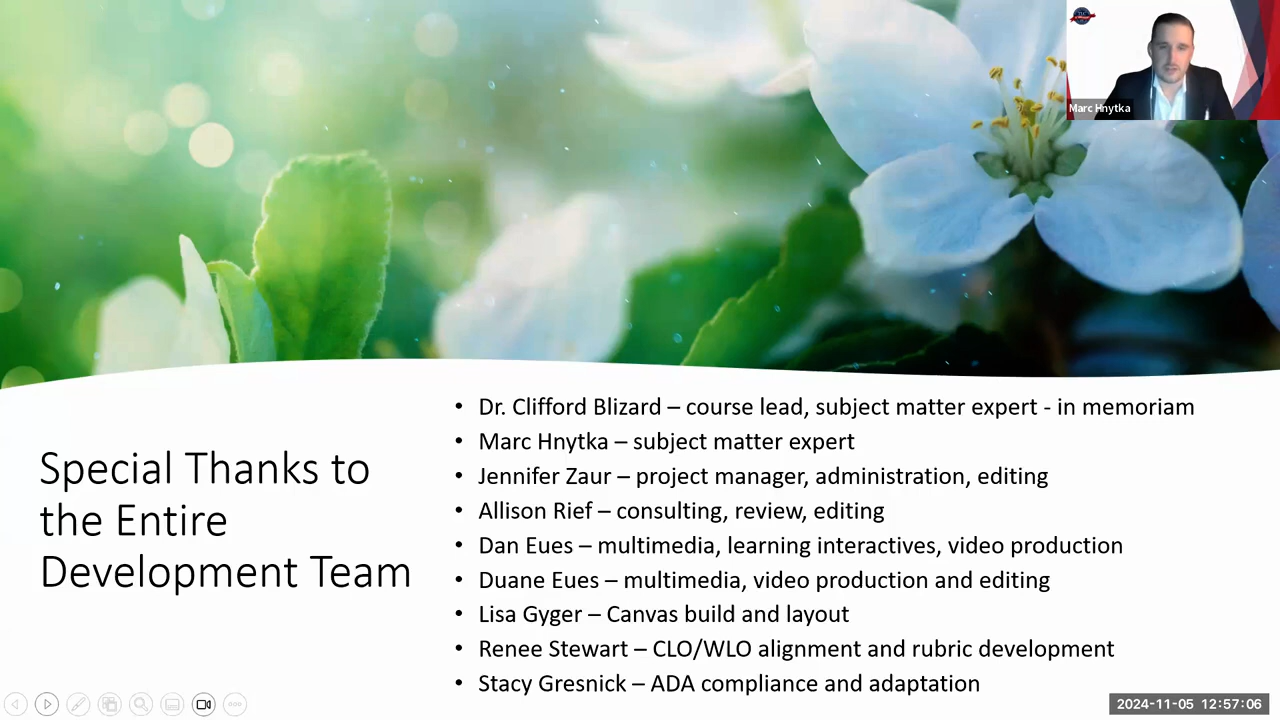 Marc Hnytka
Special Thanks to
the Entire
Development Team
• Dr. Clifford Blizard – course lead, subject matter expert - in memoriam
• Marc Hnytka – subject matter expert
• Jennifer Zaur – project manager, administration, editing
• Allison Rief – consulting, review, editing
• Dan Eues – multimedia, learning interactives, video production
• Duane Eues – multimedia, video production and editing
• Lisa Gyger – Canvas build and layout
• Renee Stewart – CLO/WLO alignment and rubric development
• Stacy Gresnick – ADA compliance and adaptation
2024-11-05 12:57:06